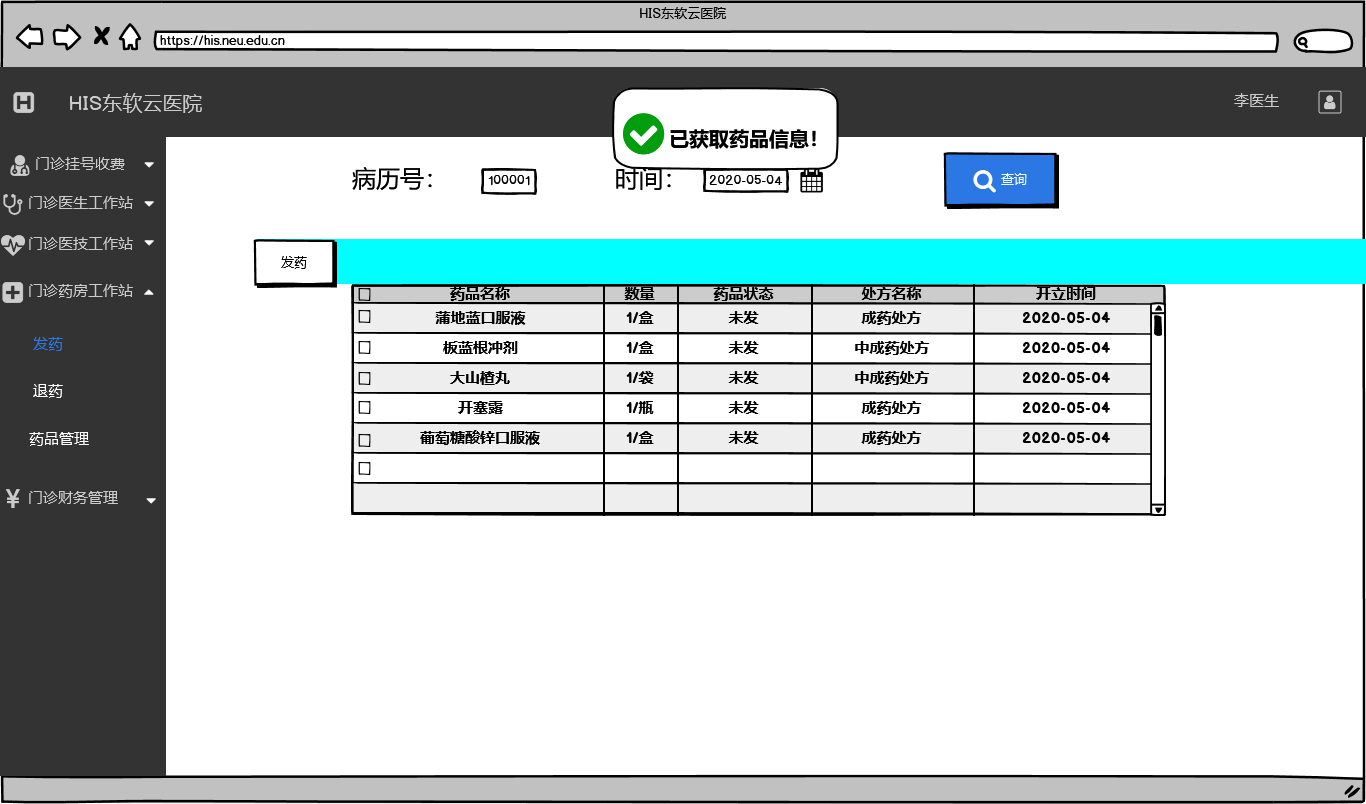 HIS东软云医院
https://his.neu.edu.cn
HIS东软云医院
李医生
已获取药品信息!
门诊挂号收费
门诊医生工作站
门诊医技工作站
门诊药房工作站
发药
退药
药品管理
门诊财务管理
病历号: 100001 时间: 2020-05-04 查询
发药
药品名称 数量 药品状态 处方名称 开立时间
蒲地蓝口服液 1/盒 未发 成药处方 2020-05-04
板蓝根冲剂 1/盒 未发 中成药处方 2020-05-04
大山楂丸 1/袋 未发 中成药处方 2020-05-04
开塞露 1/瓶 未发 成药处方 2020-05-04
葡萄糖酸锌口服液 1/盒 未发 成药处方 2020-05-04